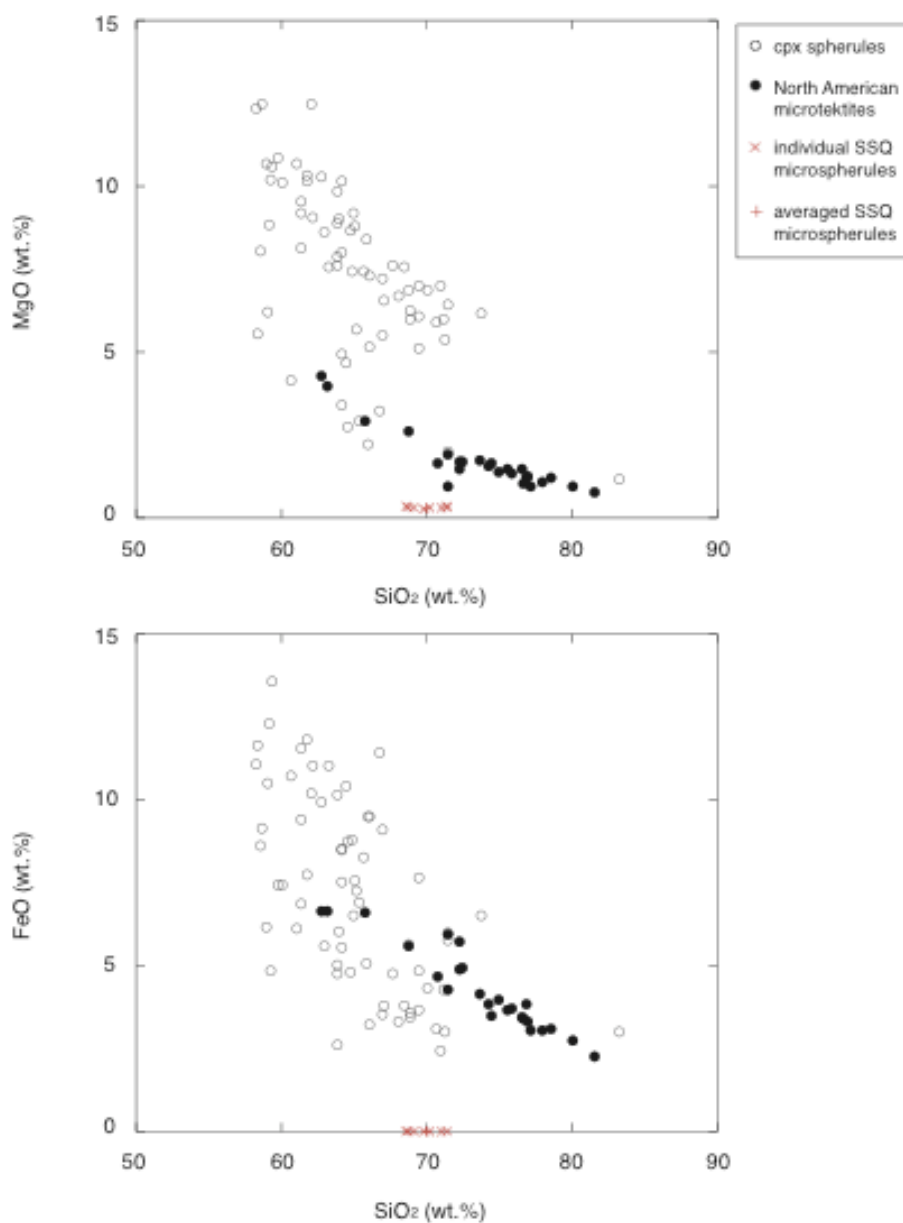 15
10
5
0
MgO (wt.%)
50 60 70 80 90
SiO₂ (wt.%)
cpx spherules
North American
microtektites
individual SSQ
microspherules
averaged SSQ
microspherules
15
10
5
0
FeO (wt.%)
50 60 70 80 90
SiO₂ (wt.%)